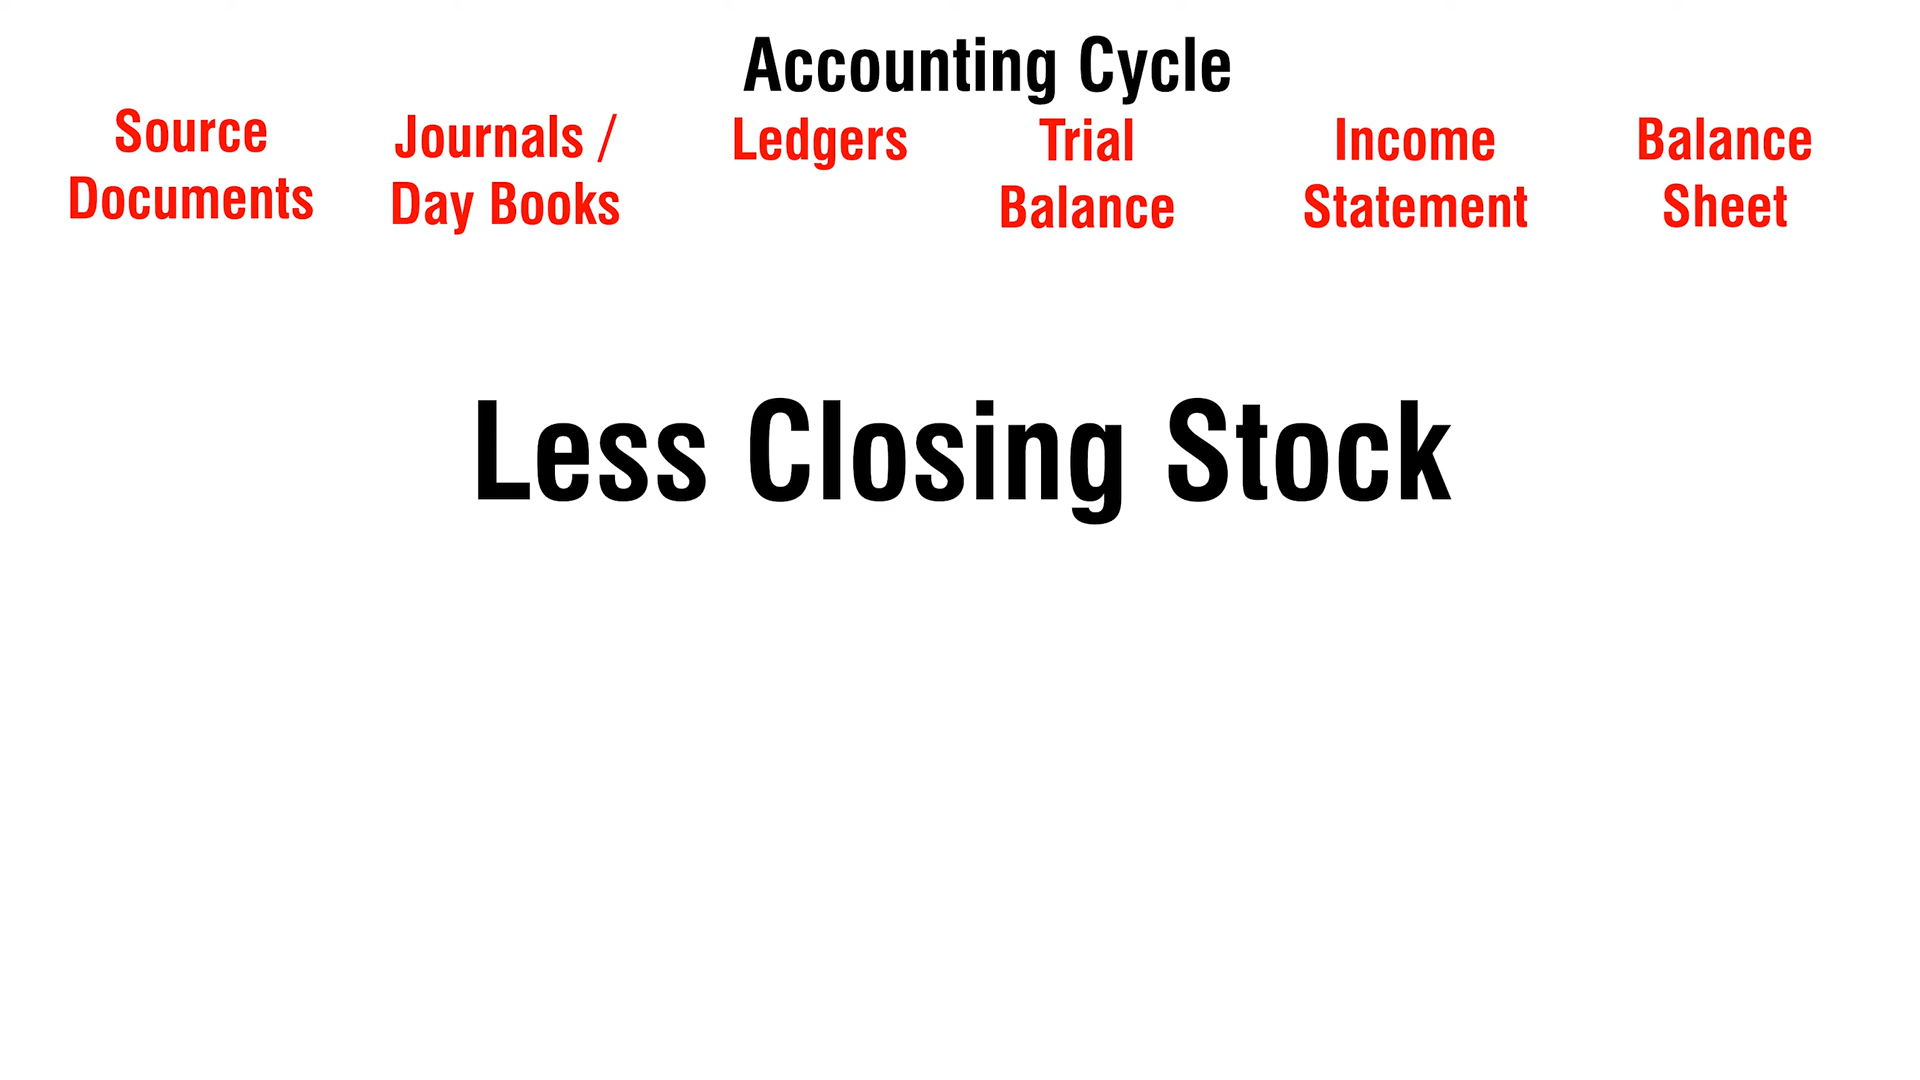 Accounting Cycle
Source
Documents
Journals /
Day Books
Ledgers
Trial
Balance
Income
Statement
Balance
Sheet
Less Closing Stock